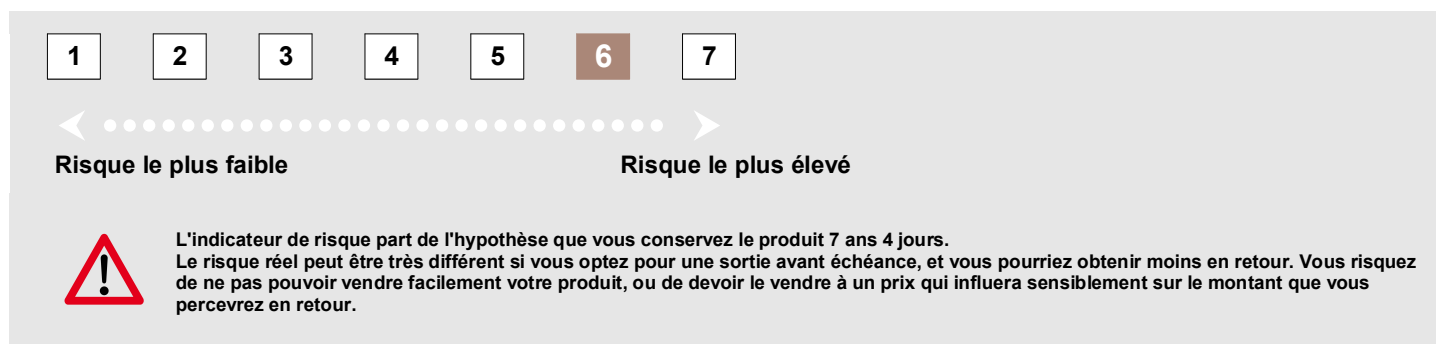 1 2 3 4 5 6 7
Risque le plus faible Risque le plus élevé
L'indicateur de risque part de l'hypothèse que vous conservez le produit 7 ans 4 jours.
Le risque réel peut être très différent si vous optez pour une sortie avant échéance, et vous pourriez obtenir moins en retour. Vous risquez
de ne pas pouvoir vendre facilement votre produit, ou de devoir le vendre à un prix qui influera sensiblement sur le montant que vous
percevrez en retour.